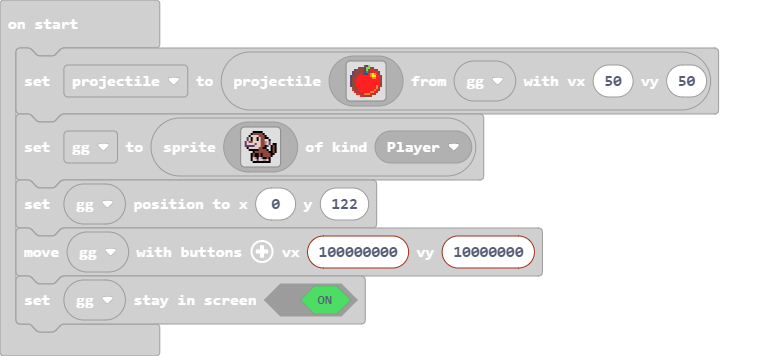 on start
set projectile to projectile from gg with vx 50 vy 50
set gg to sprite of kind Player
set gg position to x 0 y 122
move gg with buttons vx 100000000 vy 10000000
set gg stay in screen ON